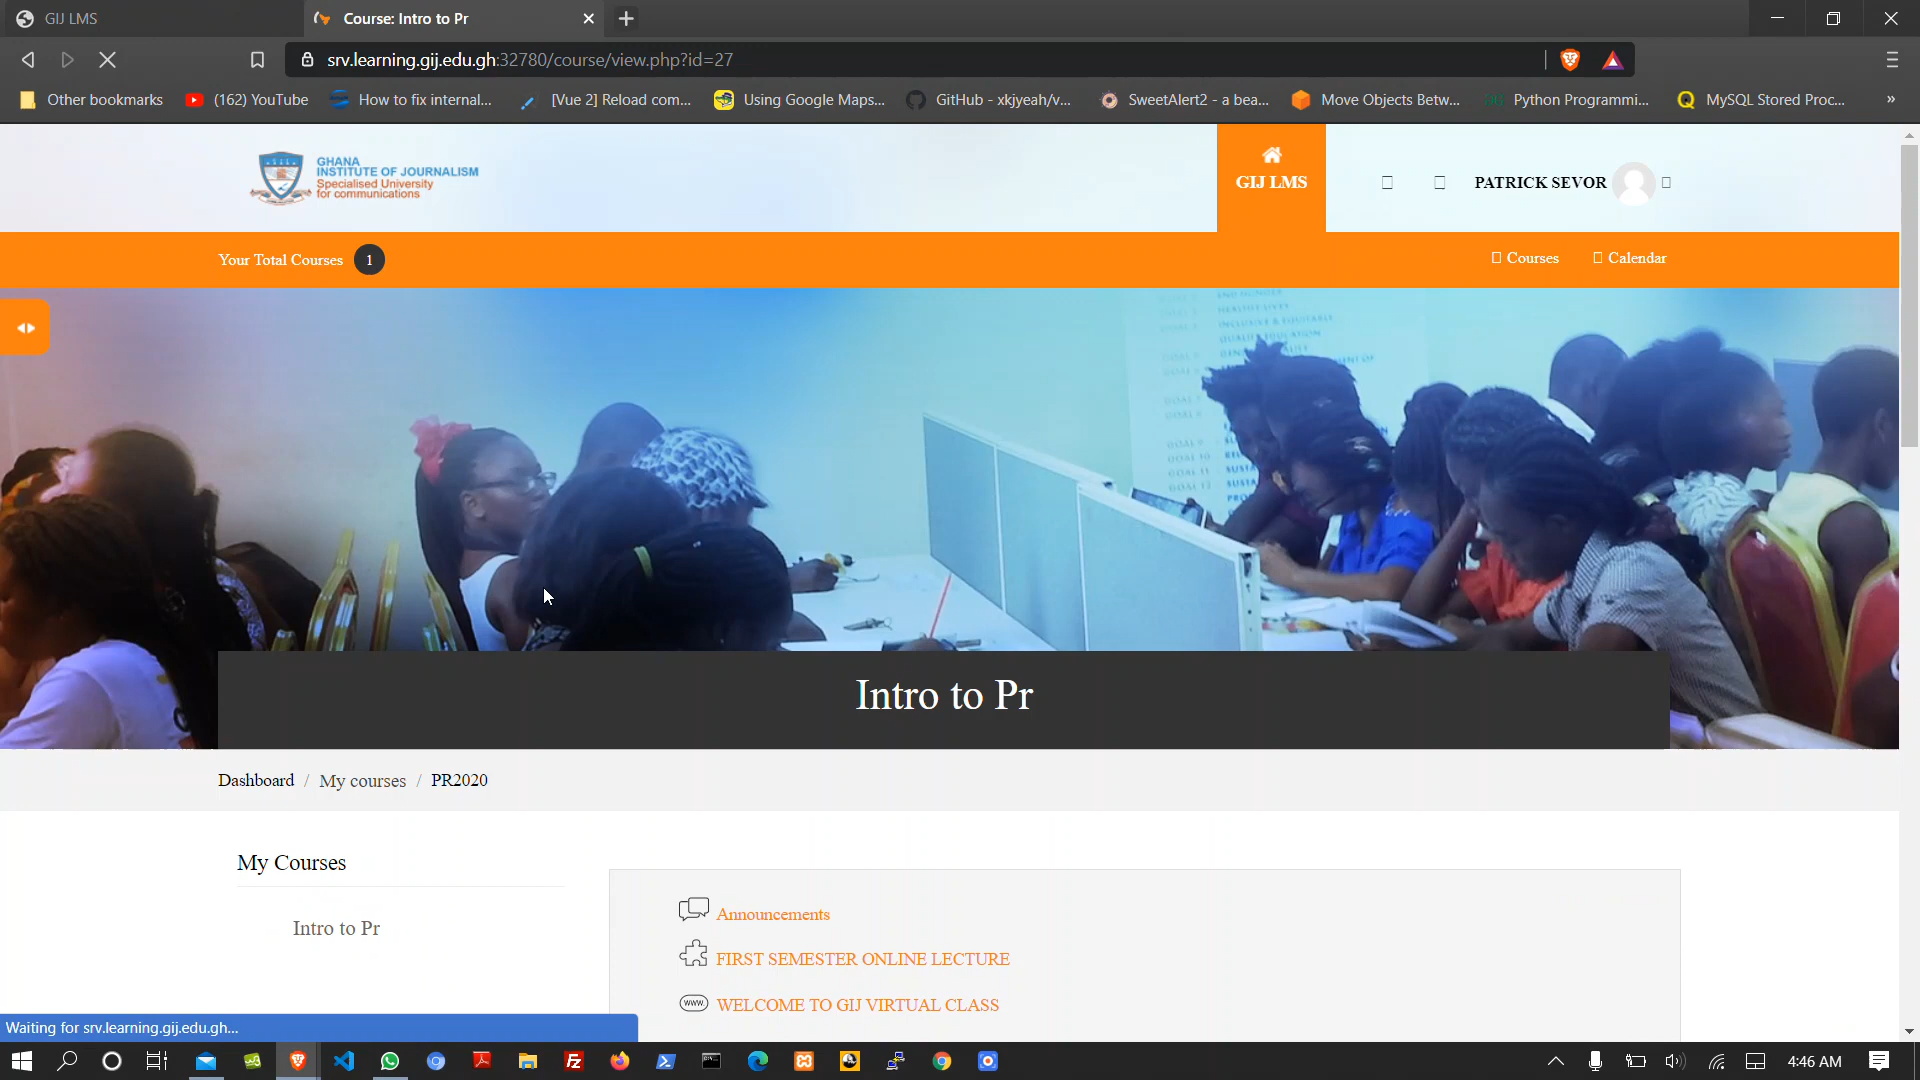 GIJ LMS
Course: Intro to Pr
srv.learning.gij.edu.gh:32780/course/view.php?id=27
Other bookmarks
(162) YouTube
How to fix internal...
[Vue 2] Reload com...
Using Google Maps...
GitHub - xkjyeah/v...
SweetAlert2 - a bea...
Move Objects Betw...
Python Programmi...
MySQL Stored Proc...
»
GHANA
INSTITUTE OF JOURNALISM
Specialised University
for communications
GIJ LMS
PATRICK SEVOR
Your Total Courses 1
Courses
Calendar
Intro to Pr
Dashboard / My courses / PR2020
My Courses
Intro to Pr
Announcements
FIRST SEMESTER ONLINE LECTURE
www.
WELCOME TO GIJ VIRTUAL CLASS
Waiting for srv.learning.gij.edu.gh...
4:46 AM